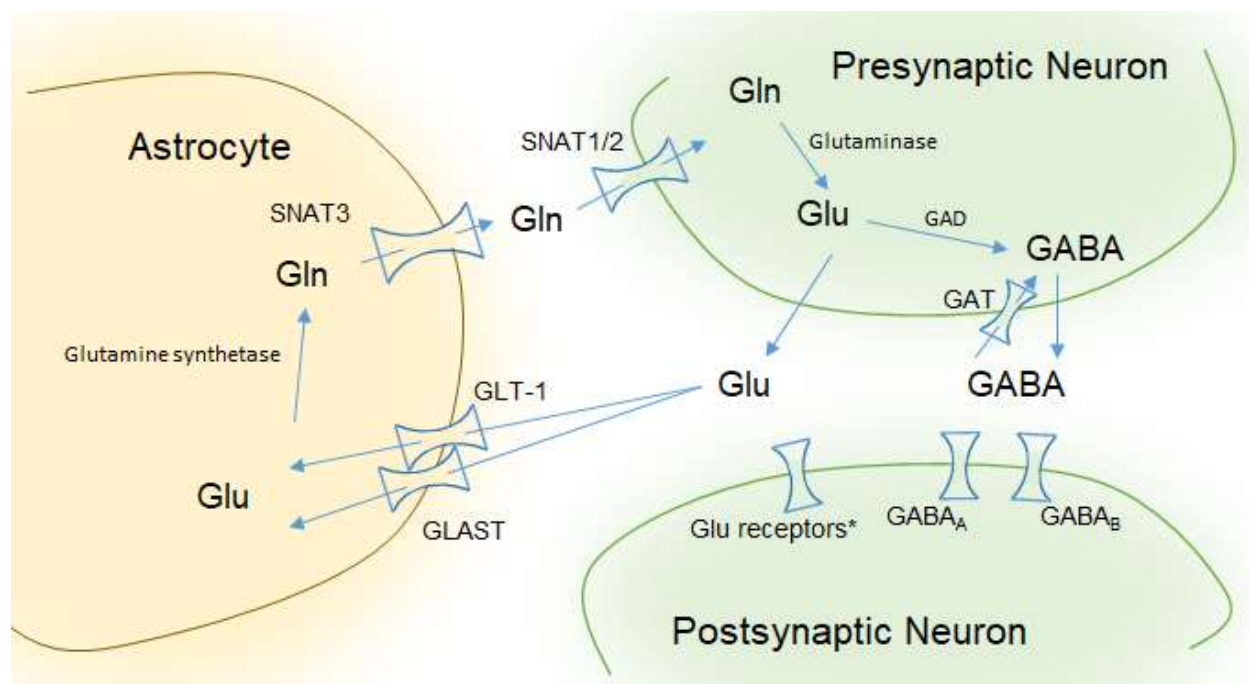 Presynaptic Neuron
Gln
Glutaminase
SNAT1/2
Astrocyte
SNAT3
Gln
Glu
GAD
GABA
Gln
GAT
Glutamine synthetase
GLT-1
Glu
GABA
Glu
GLAST
Glu receptors*
GABAA
GABAB
Postsynaptic Neuron